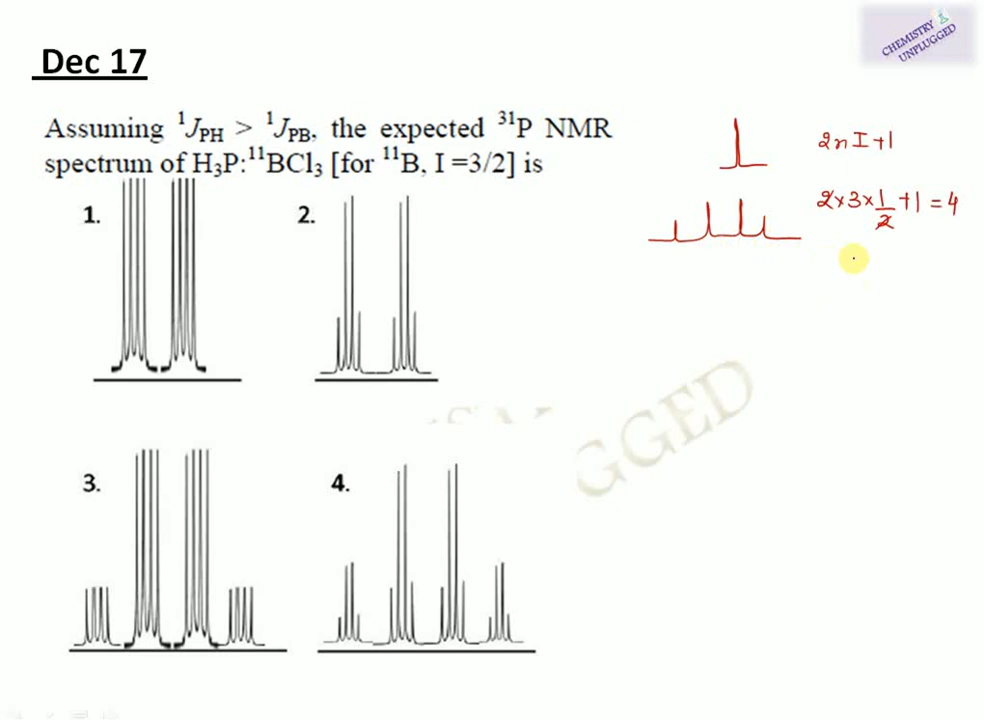 CHEMISTRY
UNPLUGGED
Dec 17
Assuming ¹J_PH > ¹J_PB, the expected ³¹P NMR
spectrum of H₃P:¹¹BCl₃ [for ¹¹B, I =3/2] is
2nI+1
2×3×1/2+1=4
1.
2.
3.
4.
GGED